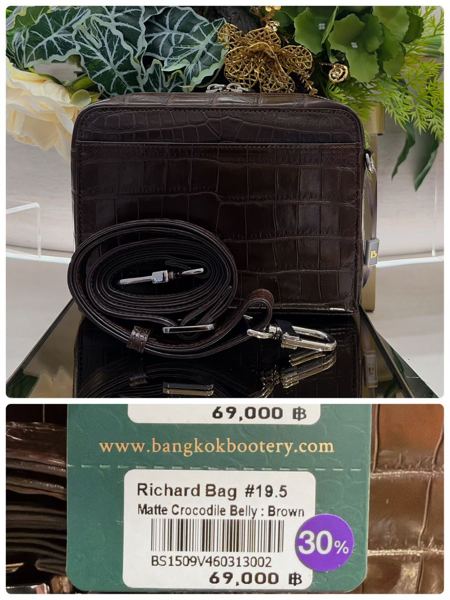 69,000 ฿
www.bangkokbootery.com
Richard Bag #19.5
Matte Crocodile Belly : Brown
BS1509V460313002
69,000 ฿
30%